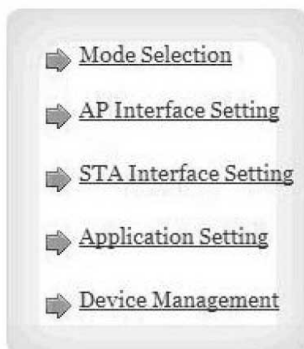 Mode Selection
AP Interface Setting
STA Interface Setting
Application Setting
Device Management